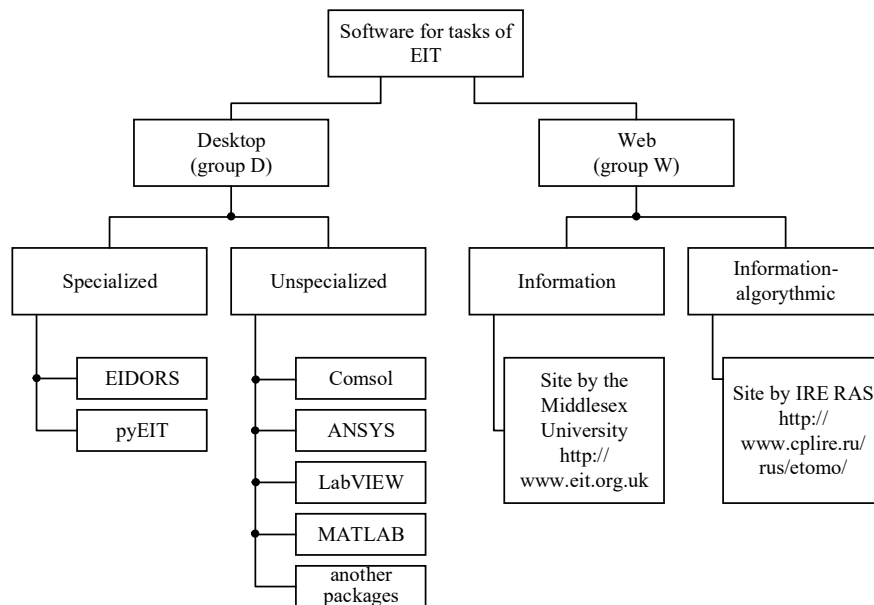 Software for tasks of
EIT
Desktop
(group D)
Web
(group W)
Specialized
Unspecialized
Information
Information-
algorythmic
EIDORS
pyEIT
Comsol
ANSYS
LabVIEW
MATLAB
another
packages
Site by the
Middlesex
University
http://
www.eit.org.uk
Site by IRE RAS
http://
www.cplire.ru/
rus/etomo/